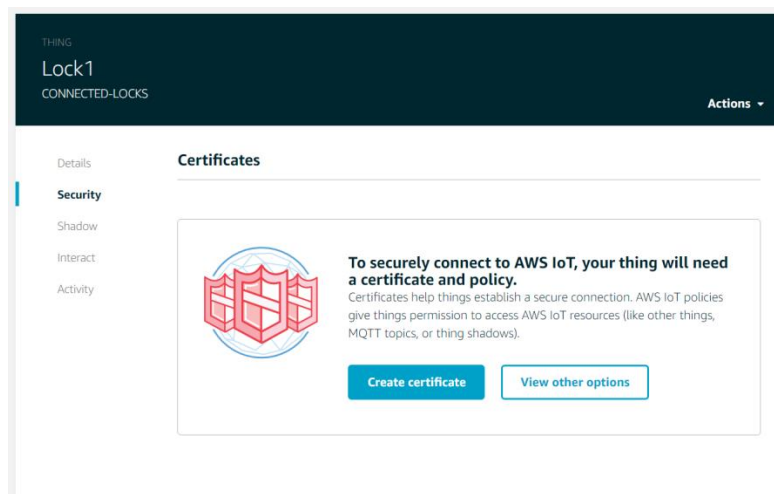 THING
Lock1
CONNECTED-LOCKS
Actions
Details
Security
Shadow
Interact
Activity
Certificates
To securely connect to AWS IoT, your thing will need
a certificate and policy.
Certificates help things establish a secure connection. AWS IoT policies
give things permission to access AWS IoT resources (like other things,
MQTT topics, or thing shadows).
Create certificate
View other options